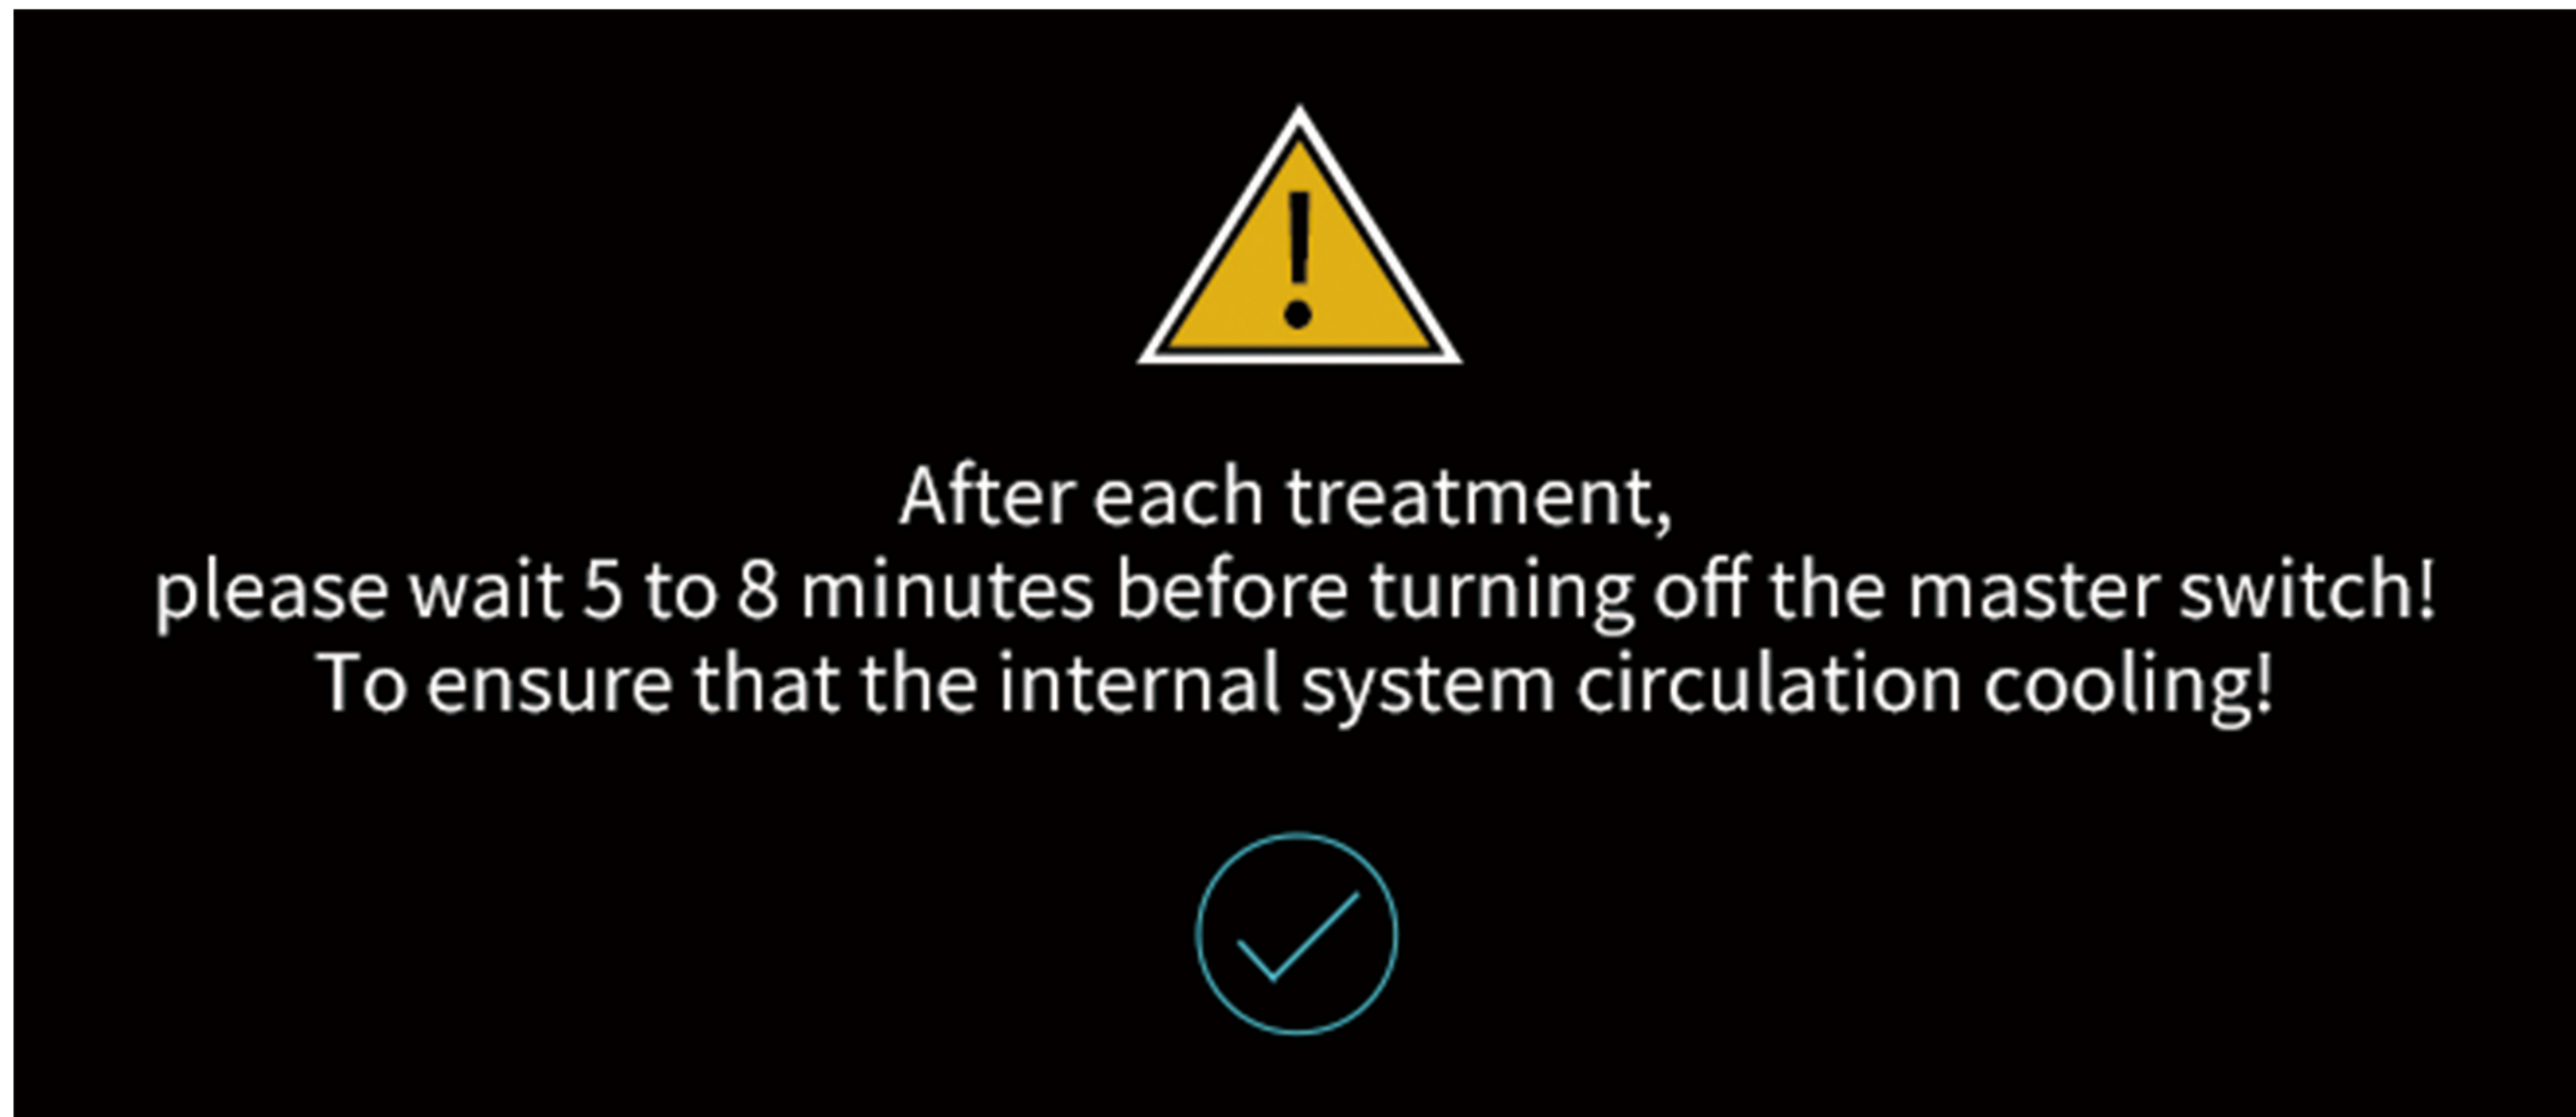 After each treatment,
please wait 5 to 8 minutes before turning off the master switch!
To ensure that the internal system circulation cooling!